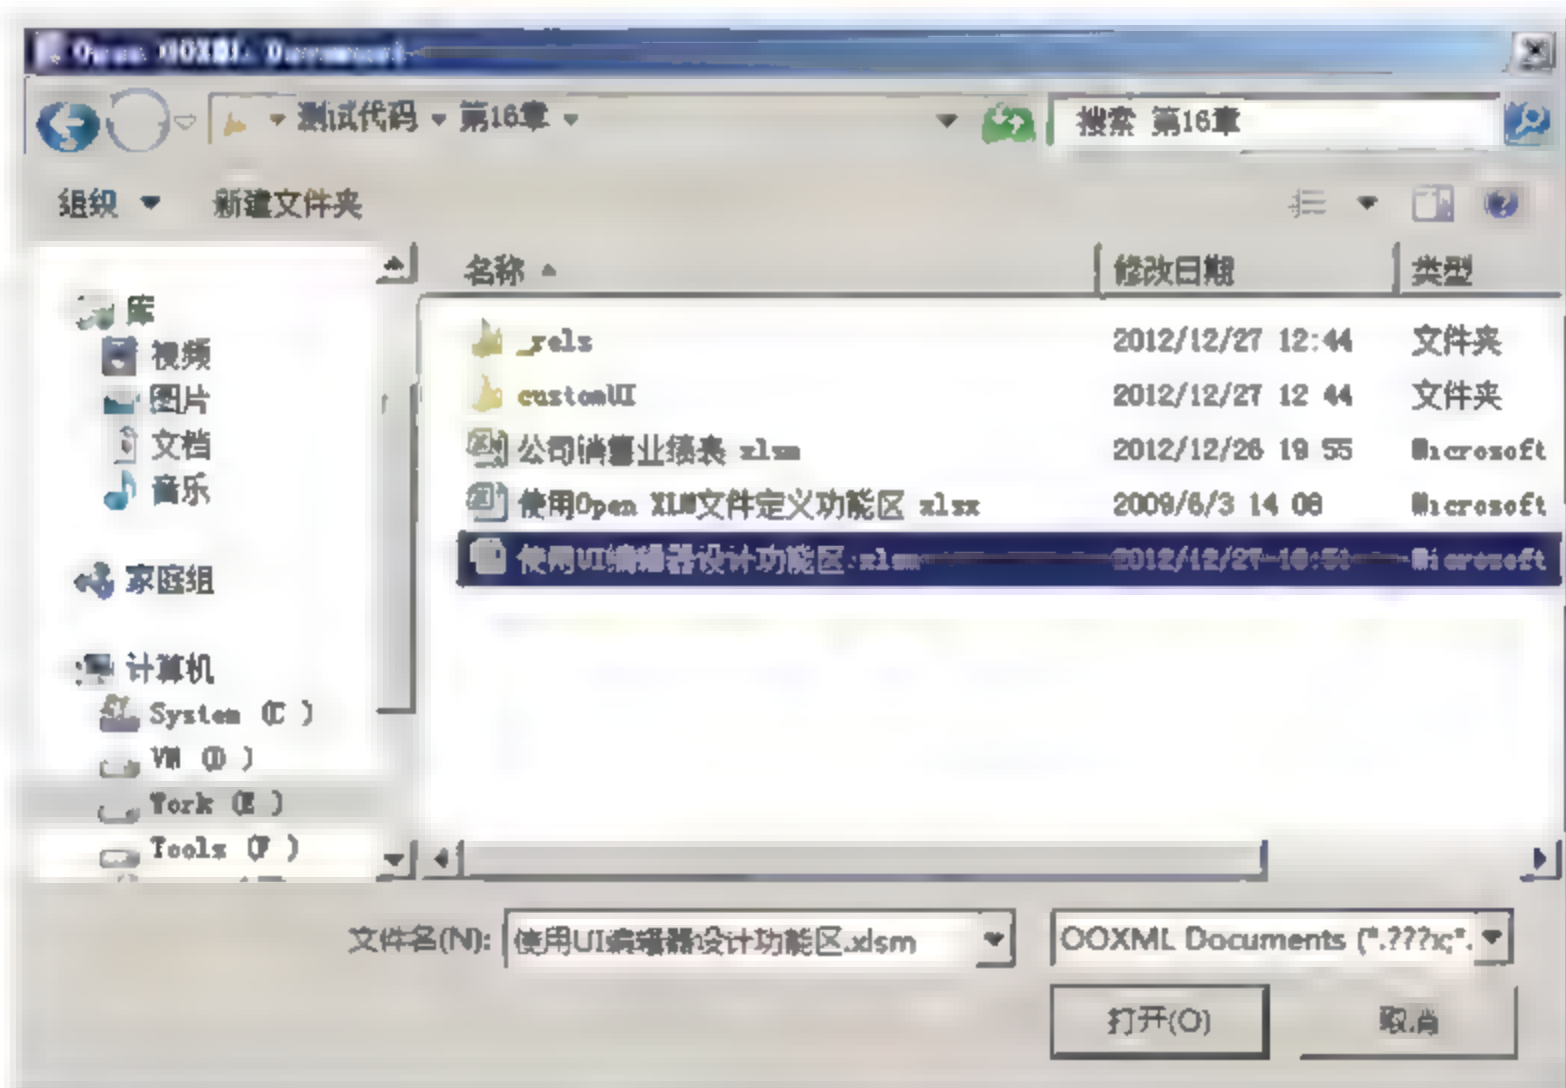 Open OOXML Document
测试代码 第16章
搜索 第16章
组织 新建文件夹
名称 修改日期 类型
库
视频
图片
文档
音乐
家庭组
计算机
System (C )
VM (D )
Work (E )
Tools (F )
_rels 2012/12/27 12:44 文件夹
customUI 2012/12/27 12 44 文件夹
公司销售业绩表 xlsm 2012/12/26 19 55 Microsoft
使用Open XLM文件定义功能区 xlsx 2009/6/3 14 08 Microsoft
使用UI编辑器设计功能区.xlsm 2012/12/27 Microsoft
文件名(N): 使用UI编辑器设计功能区.xlsm OOXML Documents (*.???x;*.
打开(O) 取消